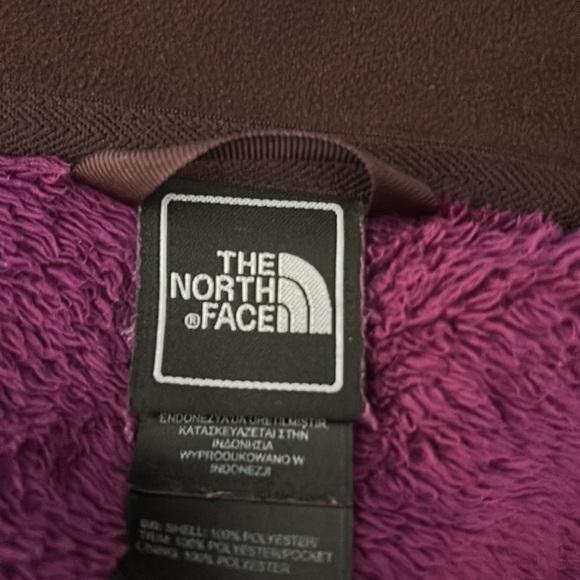 THE
NORTH
® FACE
ENDONEZYA'DA ÜRETILMIŞTIR.
ΚΑΤΑΣΚΕΥΑΖΕΤΑΙ ΣΤΗΝ
ΙΝΔΟΝΗΣΙΑ
WYPRODUKOWANO W
INDONEZJI
SHELL: 100% POLYESTER/
TRIM: 100% POLYESTER/POCKET
LINING: 100% POLYESTER